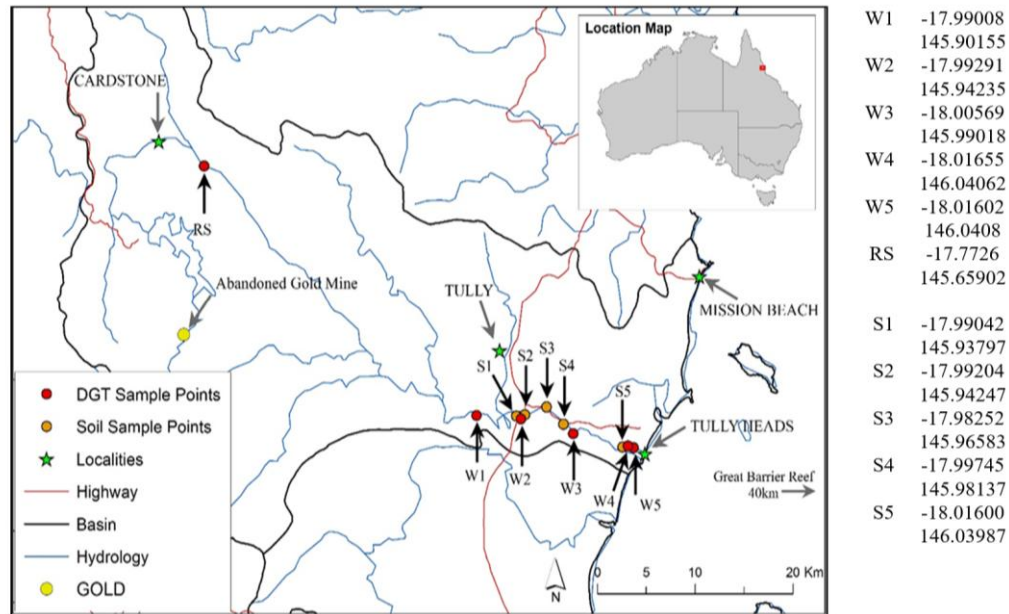 Location Map
CARDSTONE
RS
Abandoned Gold Mine
TULLY
MISSION BEACH
S1
S2
S3
S4
S5
TULLY HEADS
W1
W2
W3
W4
W5
Great Barrier Reef
40km
DGT Sample Points
Soil Sample Points
Localities
Highway
Basin
Hydrology
GOLD
N
0 5 10 20 Km
W1 -17.99008
145.90155
W2 -17.99291
145.94235
W3 -18.00569
145.99018
W4 -18.01655
146.04062
W5 -18.01602
146.0408
RS -17.7726
145.65902
S1 -17.99042
145.93797
S2 -17.99204
145.94247
S3 -17.98252
145.96583
S4 -17.99745
145.98137
S5 -18.01600
146.03987